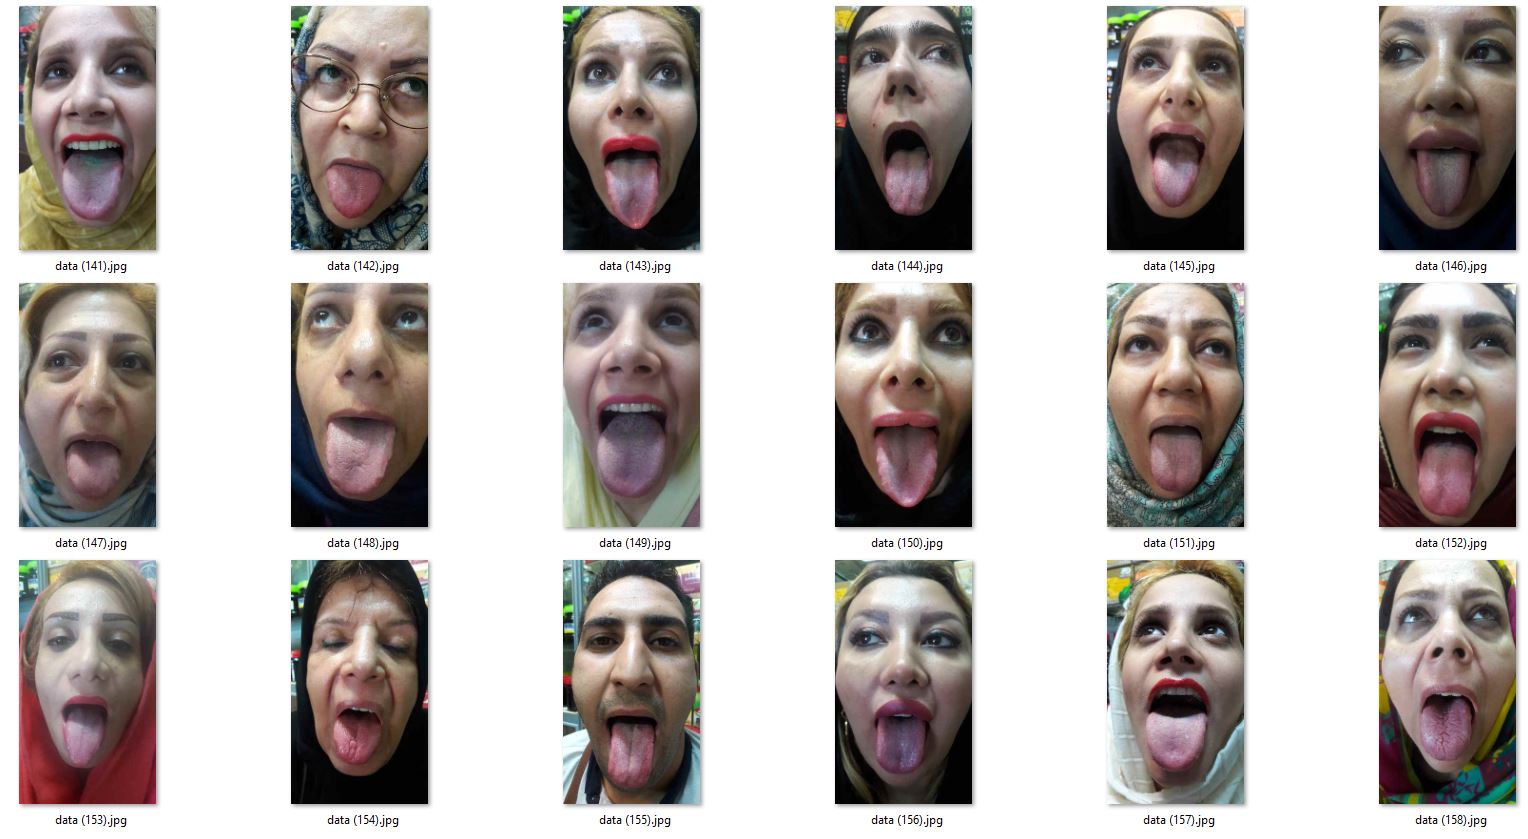 data (141).jpg
data (142).jpg
data (143).jpg
data (144).jpg
data (145).jpg
data (146).jpg
data (147).jpg
data (148).jpg
data (149).jpg
data (150).jpg
data (151).jpg
data (152).jpg
data (153).jpg
data (154).jpg
data (155).jpg
data (156).jpg
data (157).jpg
data (158).jpg